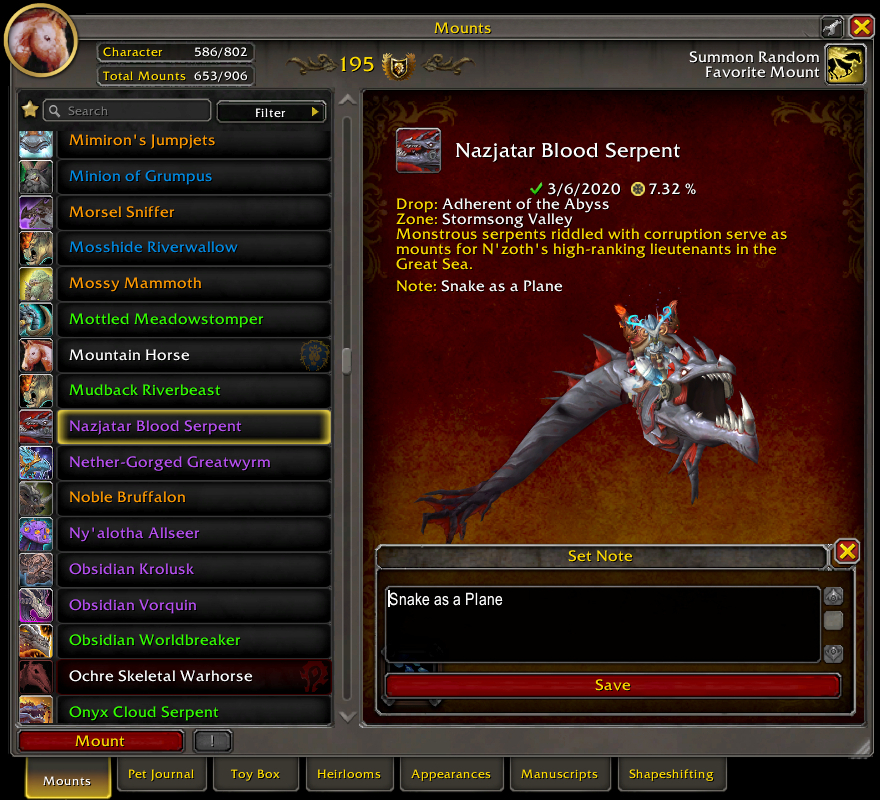 Mounts
Character 586/802
Total Mounts 653/906
195
Summon Random
Favorite Mount
Search
Filter
Mimiron's Jumpjets
Minion of Grumpus
Morsel Sniffer
Mosshide Riverwallow
Mossy Mammoth
Mottled Meadowstomper
Mountain Horse
Mudback Riverbeast
Nazjatar Blood Serpent
Nether-Gorged Greatwyrm
Noble Bruffalon
Ny'alotha Allseer
Obsidian Krolusk
Obsidian Vorquin
Obsidian Worldbreaker
Ochre Skeletal Warhorse
Onyx Cloud Serpent
Nazjatar Blood Serpent
3/6/2020 7.32 %
Drop: Adherent of the Abyss
Zone: Stormsong Valley
Monstrous serpents riddled with corruption serve as
mounts for N'zoth's high-ranking lieutenants in the
Great Sea.
Note: Snake as a Plane
Set Note
Snake as a Plane
Save
Mount
!
Mounts
Pet Journal
Toy Box
Heirlooms
Appearances
Manuscripts
Shapeshifting